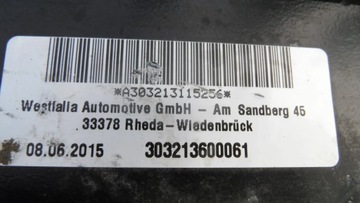 *A303213115256*
Westfalia Automotive GmbH - Am Sandberg 45
33378 Rheda-Wiedenbrück
08.06.2015 303213600061